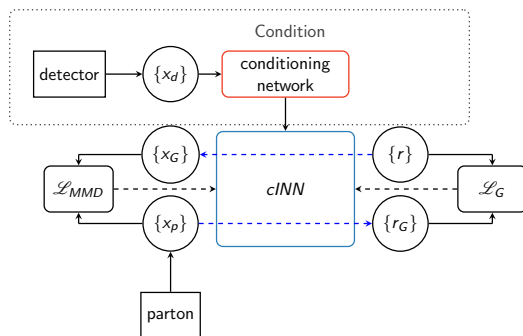 Condition
detector
{x_d}
conditioning
network
{x_G}
{r}
ℒ_MMD
cINN
ℒ_G
{x_p}
{r_G}
parton